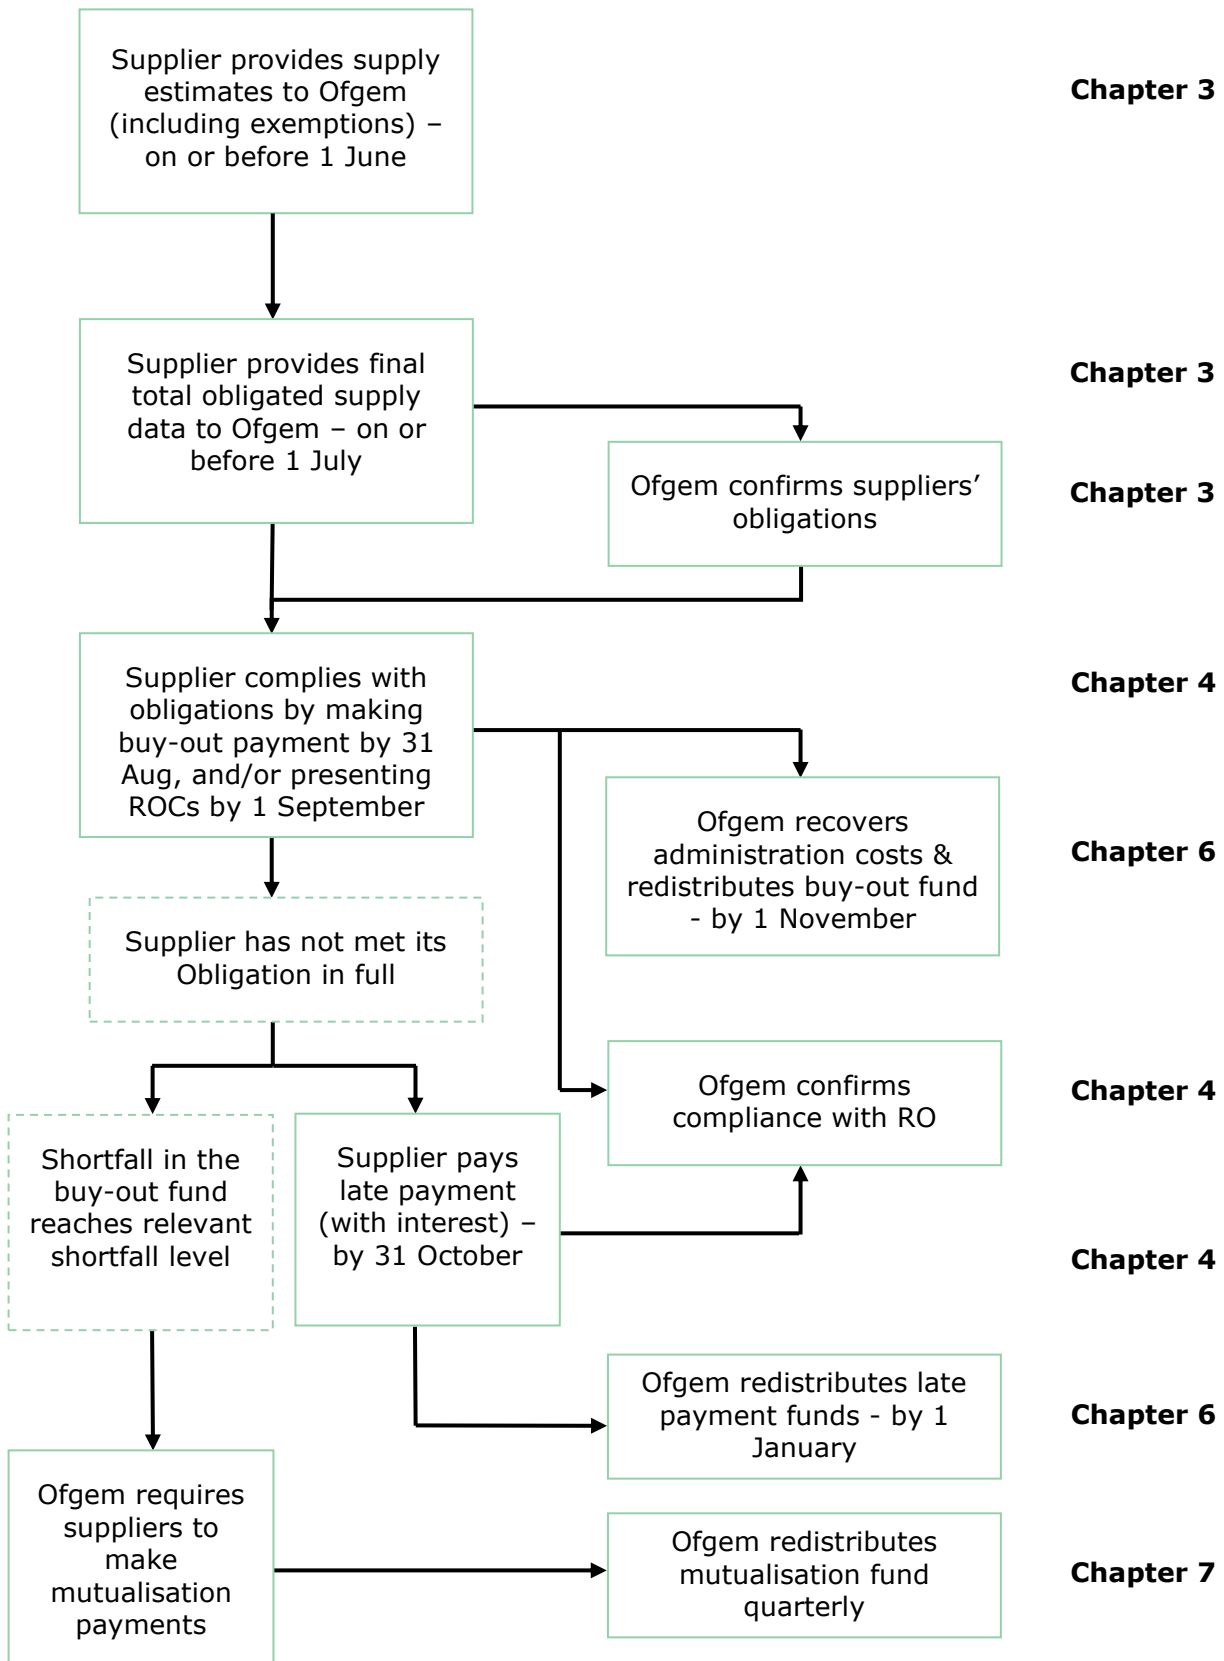 Supplier provides supply
estimates to Ofgem
(including exemptions) –
on or before 1 June
Chapter 3
Supplier provides final
total obligated supply
data to Ofgem – on or
before 1 July
Chapter 3
Ofgem confirms suppliers’
obligations
Chapter 3
Supplier complies with
obligations by making
buy-out payment by 31
Aug, and/or presenting
ROCs by 1 September
Chapter 4
Ofgem recovers
administration costs &
redistributes buy-out fund
- by 1 November
Chapter 6
Supplier has not met its
Obligation in full
Ofgem confirms
compliance with RO
Chapter 4
Shortfall in the
buy-out fund
reaches relevant
shortfall level
Supplier pays
late payment
(with interest) –
by 31 October
Chapter 4
Ofgem redistributes late
payment funds - by 1
January
Chapter 6
Ofgem requires
suppliers to
make
mutualisation
payments
Ofgem redistributes
mutualisation fund
quarterly
Chapter 7